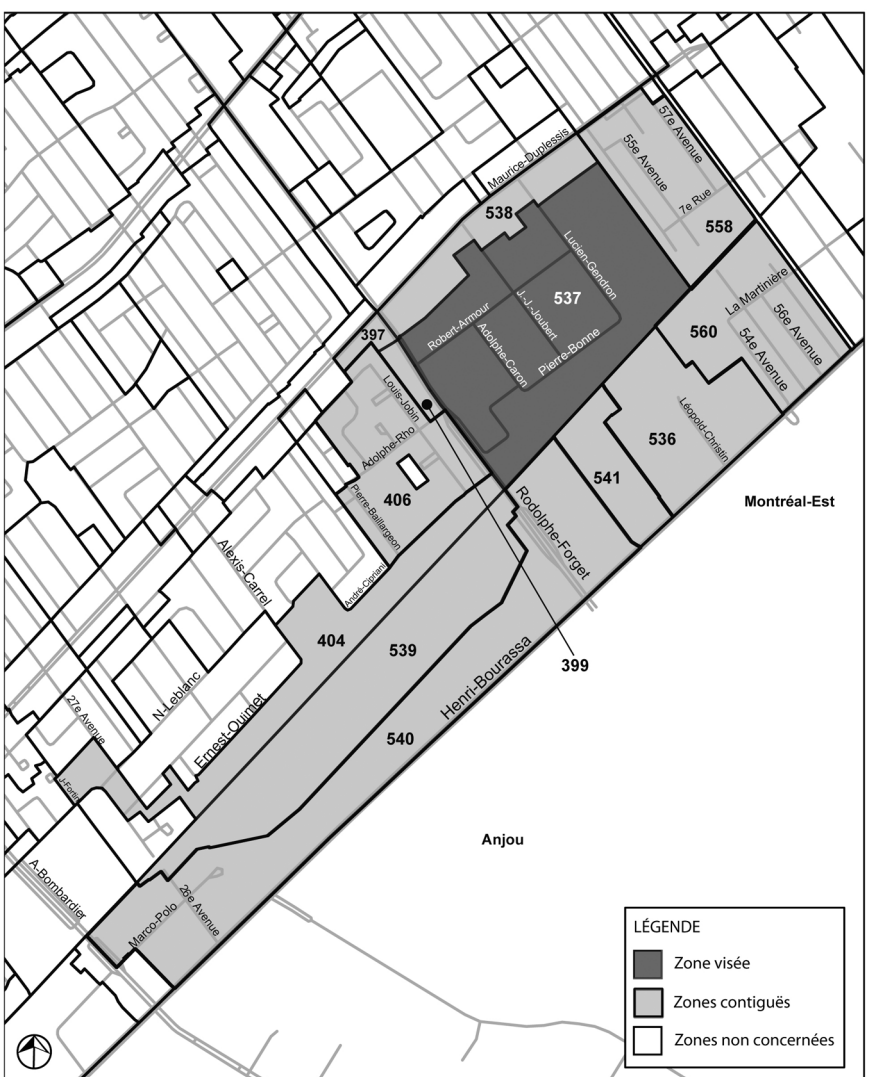 57e Avenue
55e Avenue
Maurice-Duplessis
7e Rue
538
558
Lucien-Gendron
La Martinière
537
J.-J.-Joubert
56e Avenue
Robert-Armour
397
560
54e Avenue
Adolphe-Caron
Pierre-Bonne
Louis-Jobin
Léopold-Christin
Adolphe-Rho
536
541
406
Pierre-Baillargeon
Rodolphe-Forget
Montréal-Est
Alexis-Carrel
André-Cipriani
404
539
399
Henri-Bourassa
N-Leblanc
27e Avenue
Ernest-Ouimet
540
J-Fortin
Anjou
A-Bombardier
26e Avenue
Marco-Polo
LÉGENDE
Zone visée
Zones contiguës
Zones non concernées